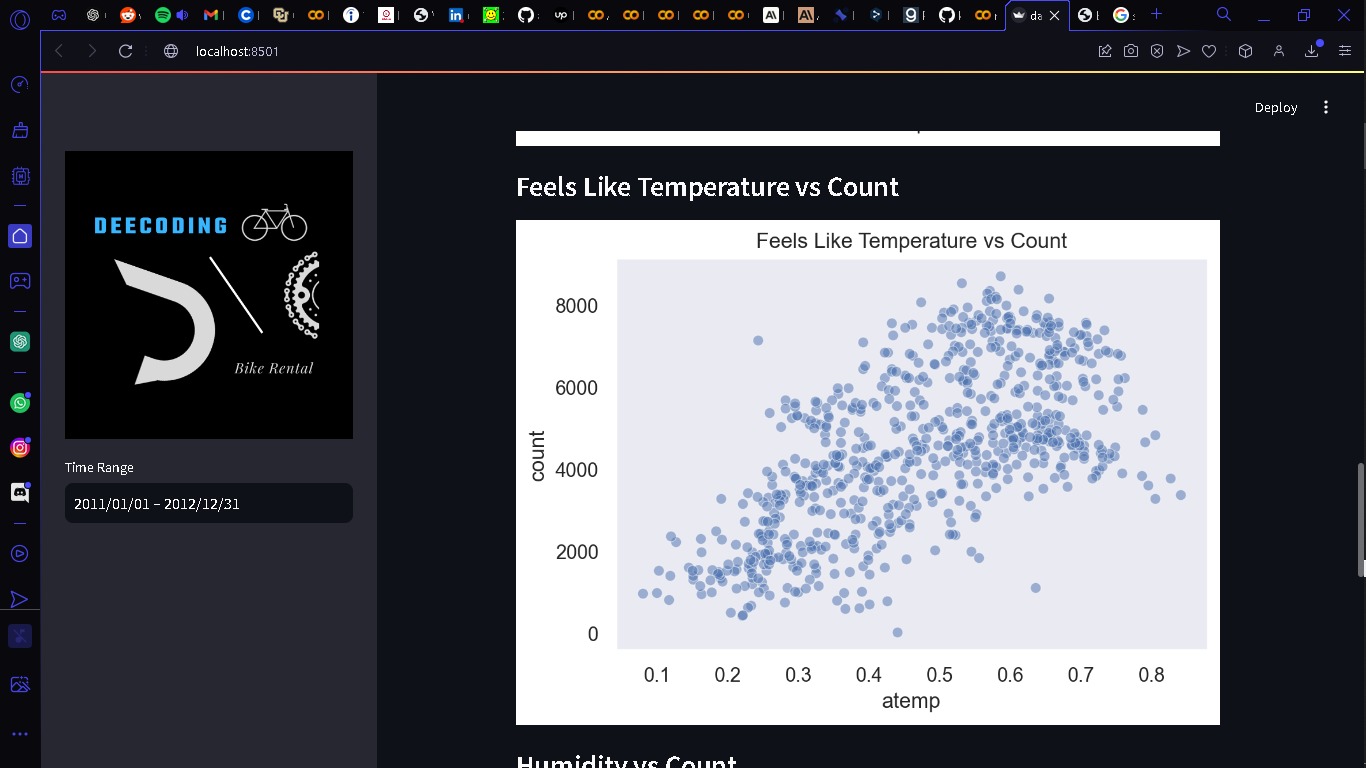 da
localhost:8501
Deploy
DEECODING
Bike Rental
Time Range
2011/01/01 – 2012/12/31
Feels Like Temperature vs Count
Feels Like Temperature vs Count
8000
6000
4000
2000
0
count
0.1 0.2 0.3 0.4 0.5 0.6 0.7 0.8
atemp
Humidity vs Count